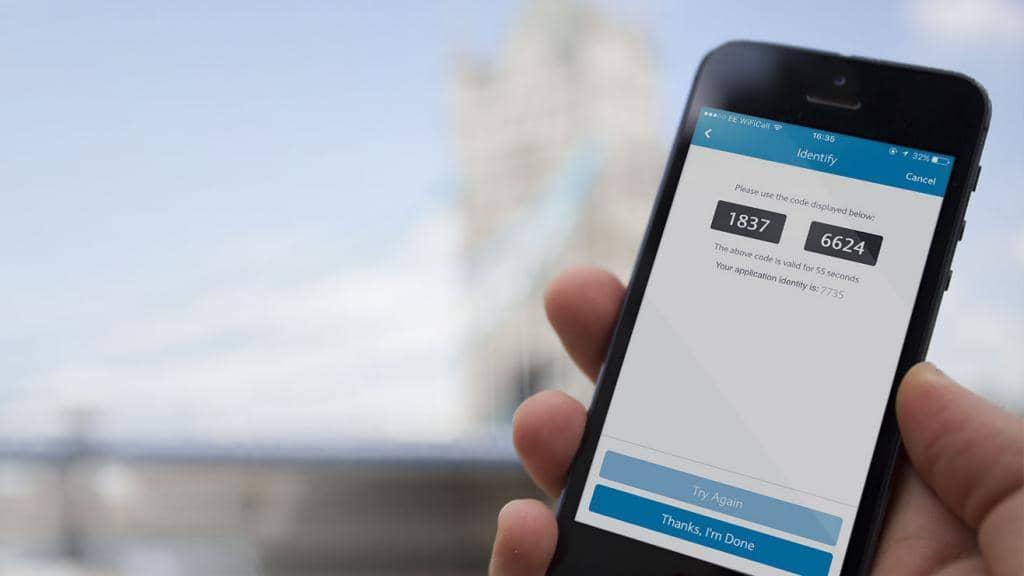 EE WiFiCall 16:35 32%
Identify
Cancel
Please use the code displayed below:
1837 6624
The above code is valid for 55 seconds
Your application identity is: 7735
Try Again
Thanks, I'm Done